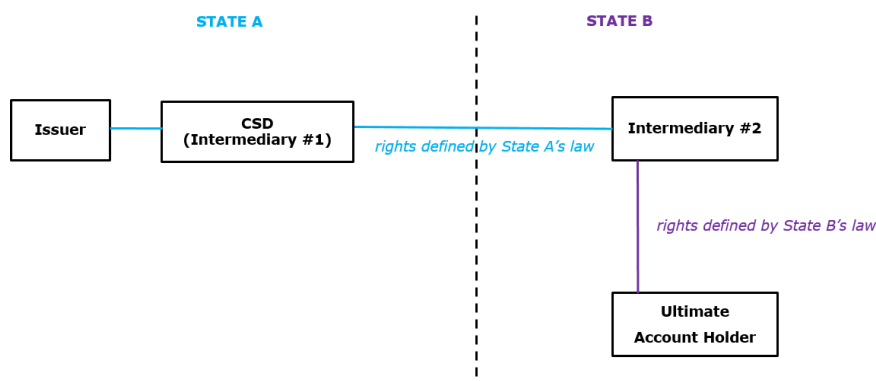 STATE A
STATE B
Issuer
CSD
(Intermediary #1)
Intermediary #2
rights defined by State A's law
rights defined by State B's law
Ultimate
Account Holder